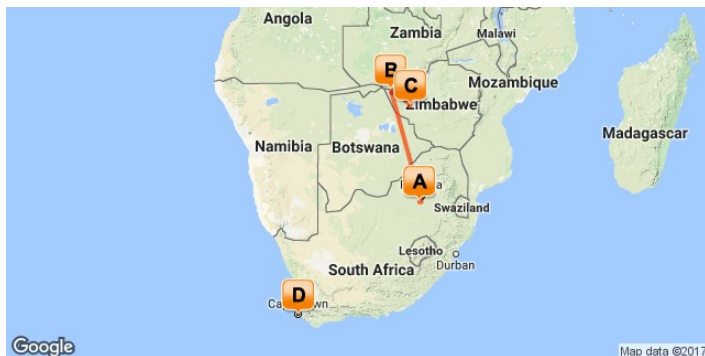 Angola
Zambia
Malawi
B
C
Zimbabwe
Mozambique
Madagascar
Namibia
Botswana
A
Swaziland
Lesotho
Durban
South Africa
D
Google
Map data ©2017